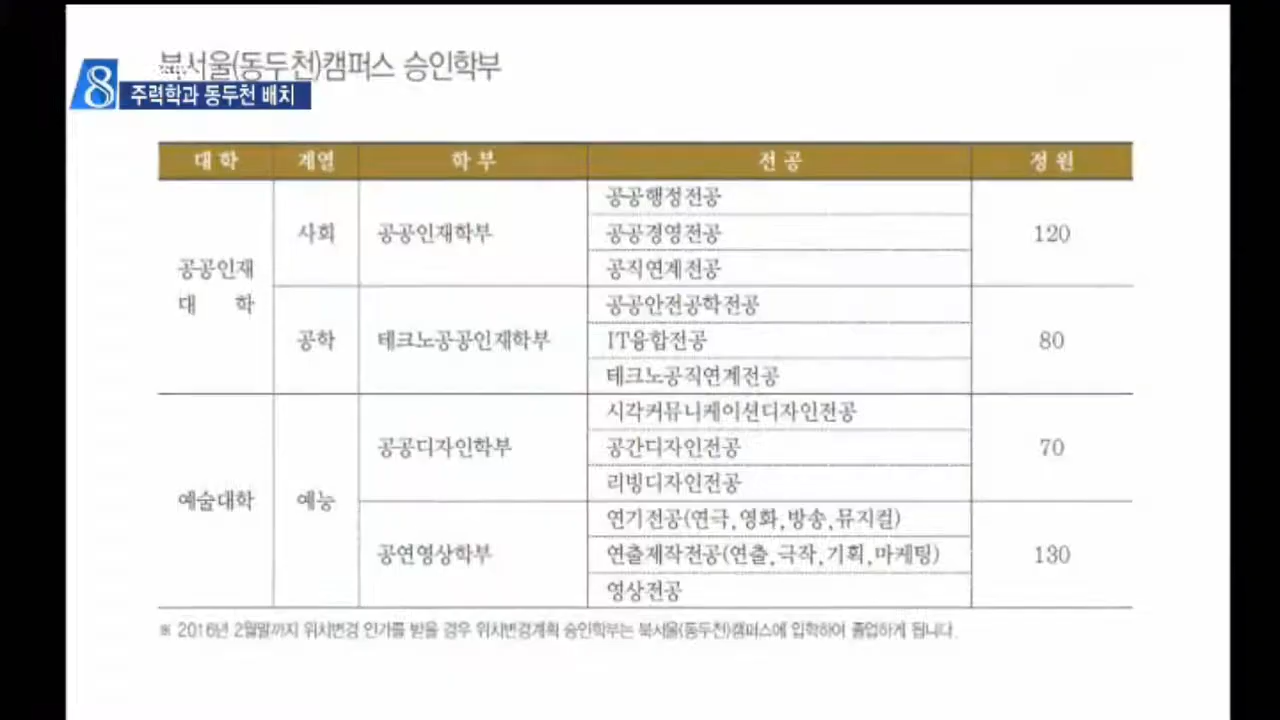 북서울(동두천)캠퍼스 승인학부
8
주력학과 동두천 배치
대 학 계열 학 부 전 공 정 원
공공인재
대 학
사회 공공인재학부
공공행정전공
공공경영전공
공직연계전공
120
공학 테크노공공인재학부
공공안전공학전공
IT융합전공
테크노공직연계전공
80
예술대학 예능
공공디자인학부
시각커뮤니케이션디자인전공
공간디자인전공
리빙디자인전공
70
공연영상학부
연기전공(연극,영화,방송,뮤지컬)
연출제작전공(연출,극작,기획,마케팅)
영상전공
130
※ 2016년 2월말까지 위치변경 인가를 받을 경우 위치변경계획 승인학부는 북서울(동두천)캠퍼스에 입학하여 졸업하게 됩니다.